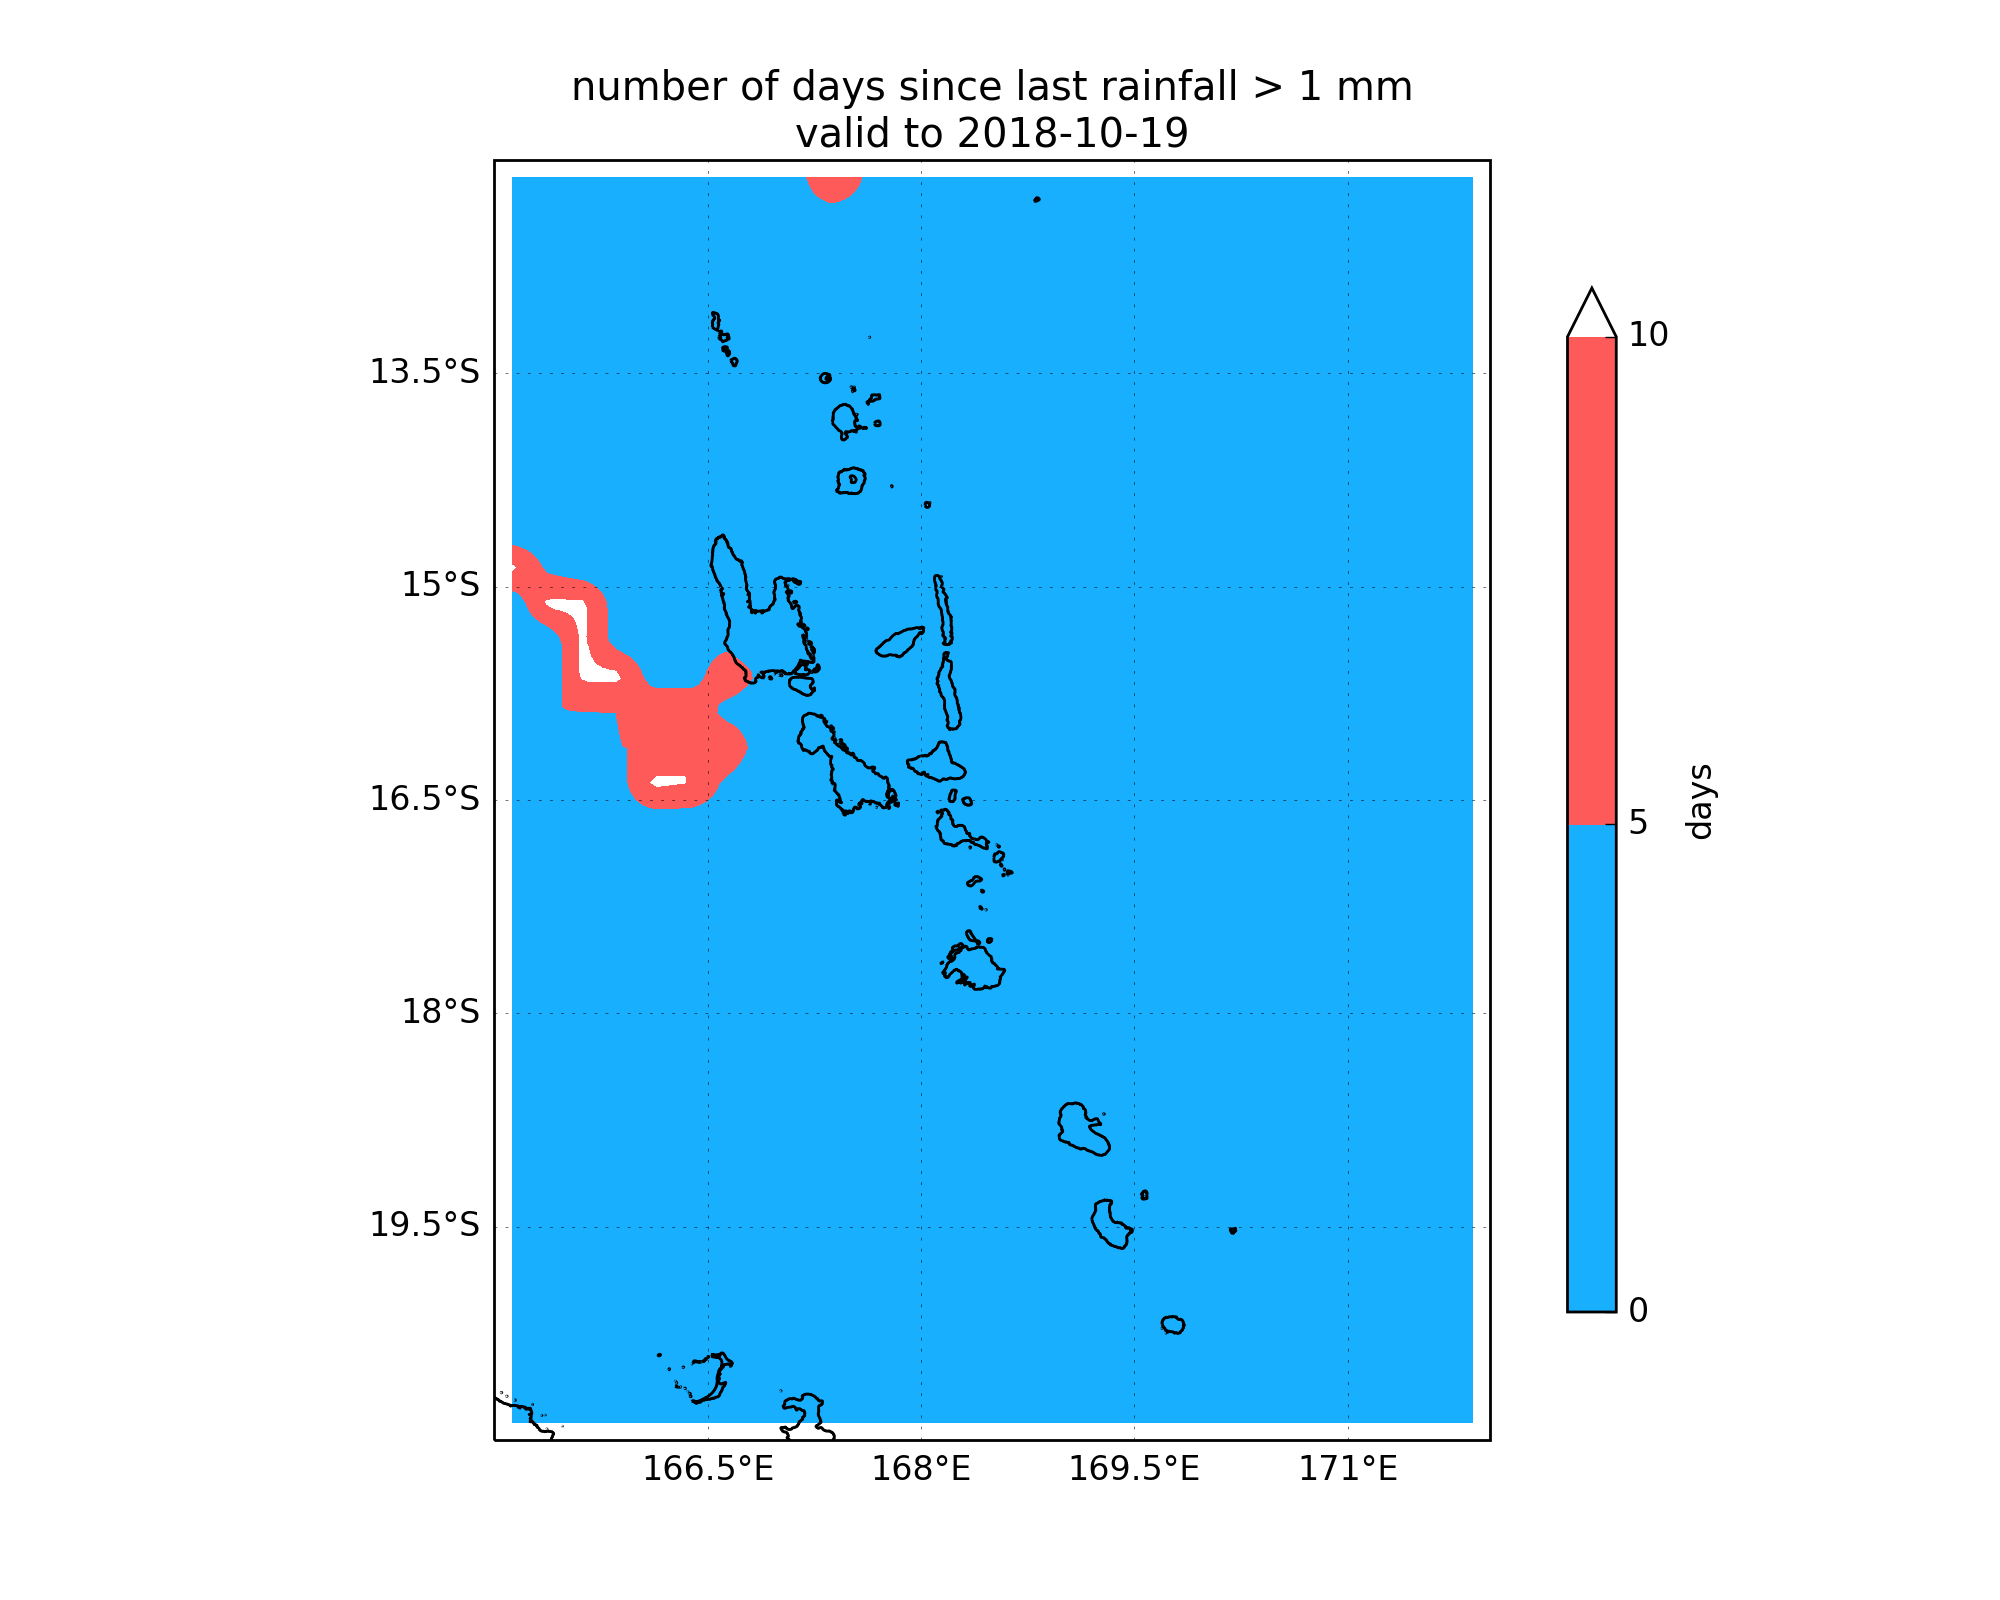 number of days since last rainfall > 1 mm
valid to 2018-10-19
13.5°S
15°S
16.5°S
18°S
19.5°S
166.5°E
168°E
169.5°E
171°E
10
5
0
days